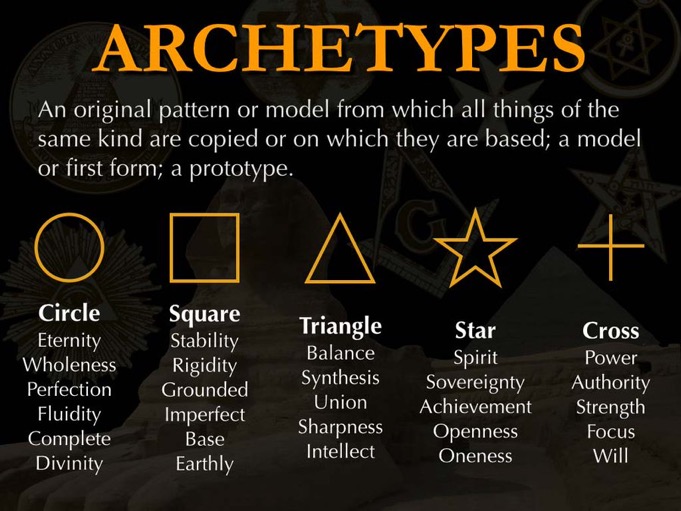 ARCHETYPES
An original pattern or model from which all things of the
same kind are copied or on which they are based; a model
or first form; a prototype.
Circle
Eternity
Wholeness
Perfection
Fluidity
Complete
Divinity
Square
Stability
Rigidity
Grounded
Imperfect
Base
Earthly
Triangle
Balance
Synthesis
Union
Sharpness
Intellect
Star
Spirit
Sovereignty
Achievement
Openness
Oneness
Cross
Power
Authority
Strength
Focus
Will
G